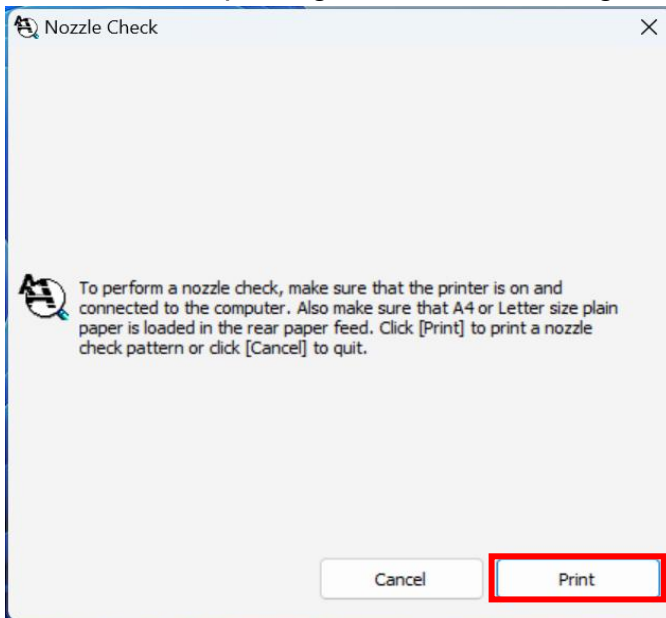 Nozzle Check
To perform a nozzle check, make sure that the printer is on and
connected to the computer. Also make sure that A4 or Letter size plain
paper is loaded in the rear paper feed. Click [Print] to print a nozzle
check pattern or click [Cancel] to quit.
Cancel Print